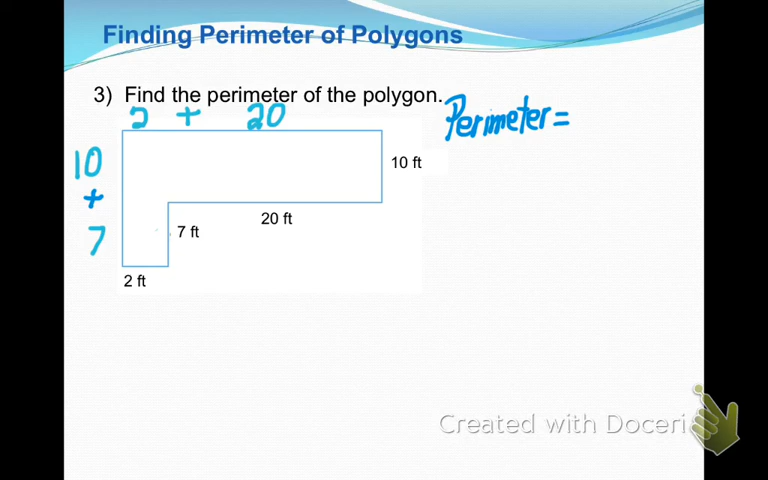 Finding Perimeter of Polygons
3) Find the perimeter of the polygon.
2 + 20
Perimeter =
10
+
7
10 ft
20 ft
7 ft
2 ft
Created with Doceri